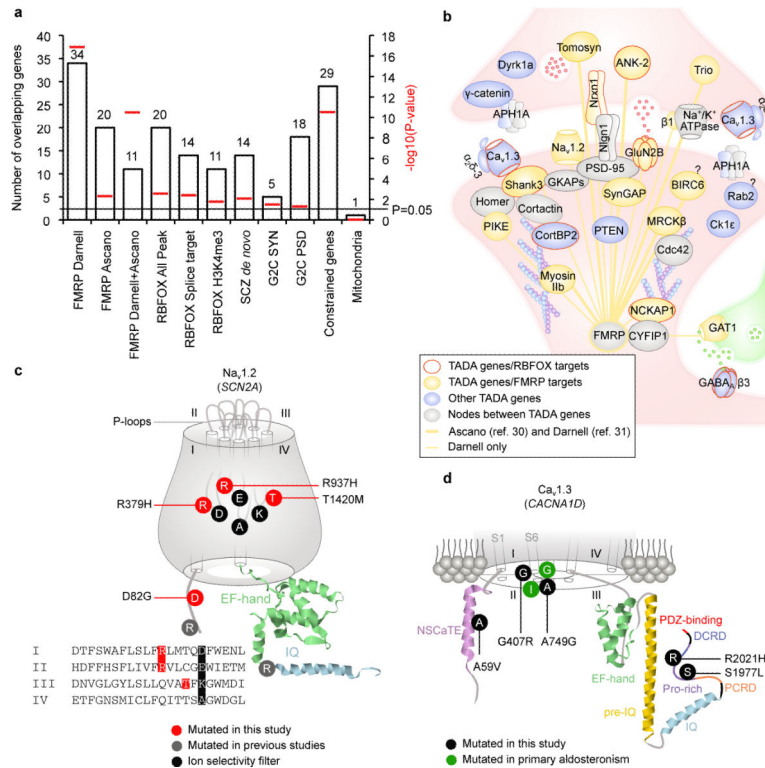 a
Number of overlapping genes
40
35
30
25
20
15
10
5
0
34
20
11
20
14
11
14
5
18
29
1
18
16
14
12
10
8
6
4
2
0
-log10(P-value)
P=0.05
FMRP Darnell
FMRP Ascano
FMRP Darnell+Ascano
RBFOX All Peak
RBFOX Splice target
RBFOX H3K4me3
SCZ de novo
G2C SYN
G2C PSD
Constrained genes
Mitochondria
b
Tomosyn
Dyrk1a
ANK-2
Trio
γ-catenin
APH1A
Nrxn1
Nlgn1
Nav1.2
β1
Na+/K+
ATPase
Cav1.3
Cav1.3
α2δ-3
PSD-95
GluN2B
APH1A
Shank3
GKAPs
SynGAP
?
BIRC6
?
Rab2
Homer
Cortactin
PIKE
CortBP2
PTEN
MRCKβ
Ck1ε
Cdc42
Myosin
IIb
NCKAP1
FMRP
CYFIP1
GAT1
GABAA
β3
TADA genes/RBFOX targets
TADA genes/FMRP targets
Other TADA genes
Nodes between TADA genes
Ascano (ref. 30) and Darnell (ref. 31)
Darnell only
c
Nav1.2
(SCN2A)
II
III
P-loops
I
IV
R
R937H
E
R379H
R
T
T1420M
D
K
A
D82G
D
EF-hand
R
IQ
R
I DTFSWAFLSLFRLMTQDFWENL
II HDFFHSFLIVFRVLCGEWIETM
III DNVGLGYLSLLQVATFKGWMDI
IV ETFGNSMICLFQITTSAGWDGL
Mutated in this study
Mutated in previous studies
Ion selectivity filter
d
Cav1.3
(CACNA1D)
S1
S6
I
IV
G
G
II
I
A
III
NSCaTE
A
G407R
A749G
A59V
EF-hand
PDZ-binding
DCRD
R
R2021H
S
S1977L
Pro-rich
PCRD
pre-IQ
IQ
Mutated in this study
Mutated in primary aldosteronism